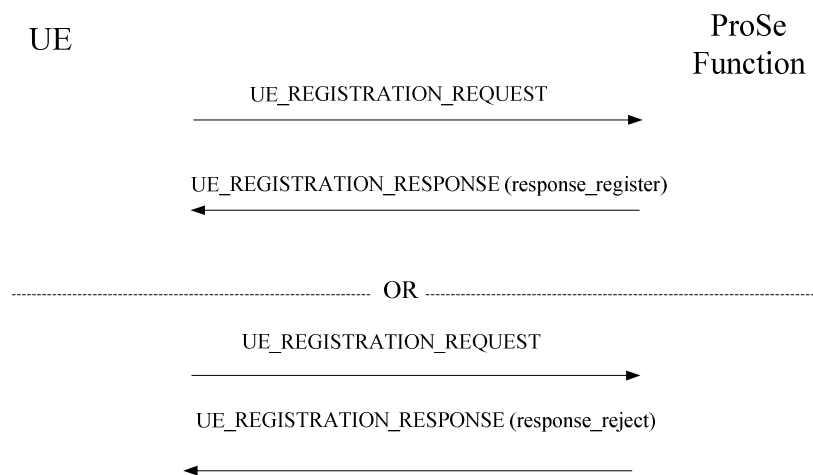 UE
ProSe
Function
UE_REGISTRATION_REQUEST
UE_REGISTRATION_RESPONSE (response_register)
OR
UE_REGISTRATION_REQUEST
UE_REGISTRATION_RESPONSE (response_reject)